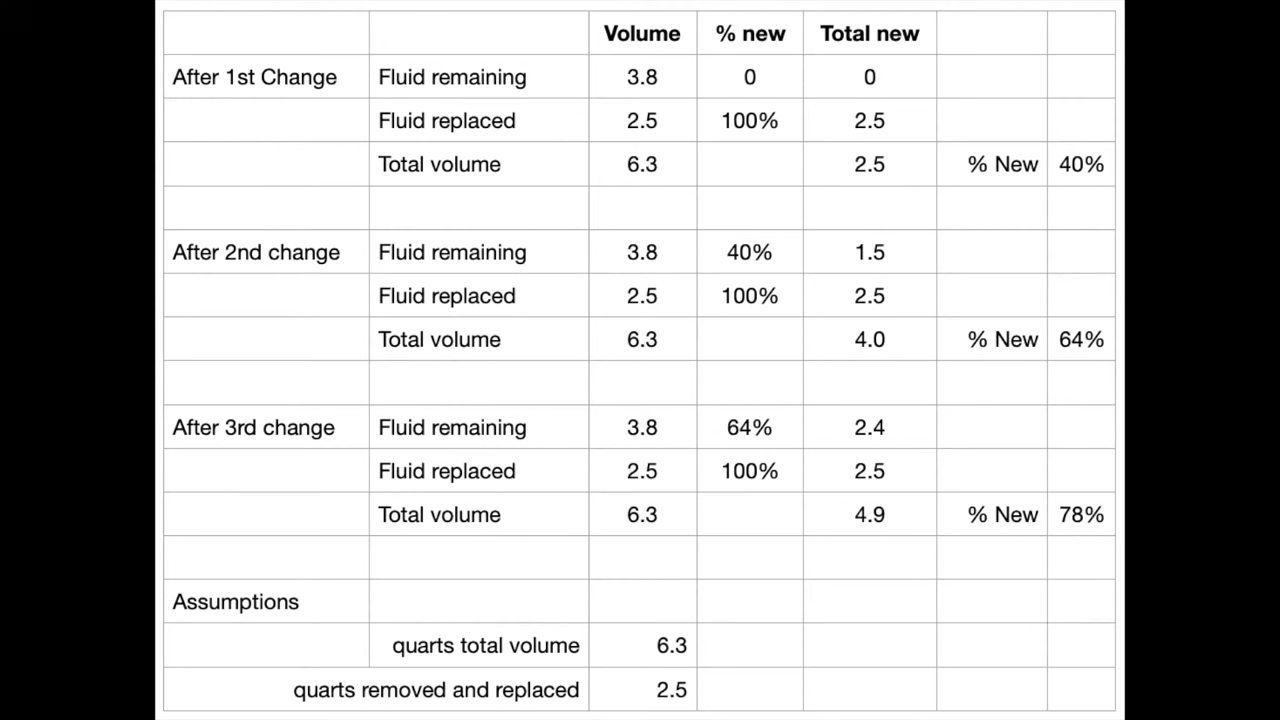 Volume % new Total new
After 1st Change Fluid remaining 3.8 0 0
Fluid replaced 2.5 100% 2.5
Total volume 6.3 2.5 % New 40%
After 2nd change Fluid remaining 3.8 40% 1.5
Fluid replaced 2.5 100% 2.5
Total volume 6.3 4.0 % New 64%
After 3rd change Fluid remaining 3.8 64% 2.4
Fluid replaced 2.5 100% 2.5
Total volume 6.3 4.9 % New 78%
Assumptions
quarts total volume 6.3
quarts removed and replaced 2.5